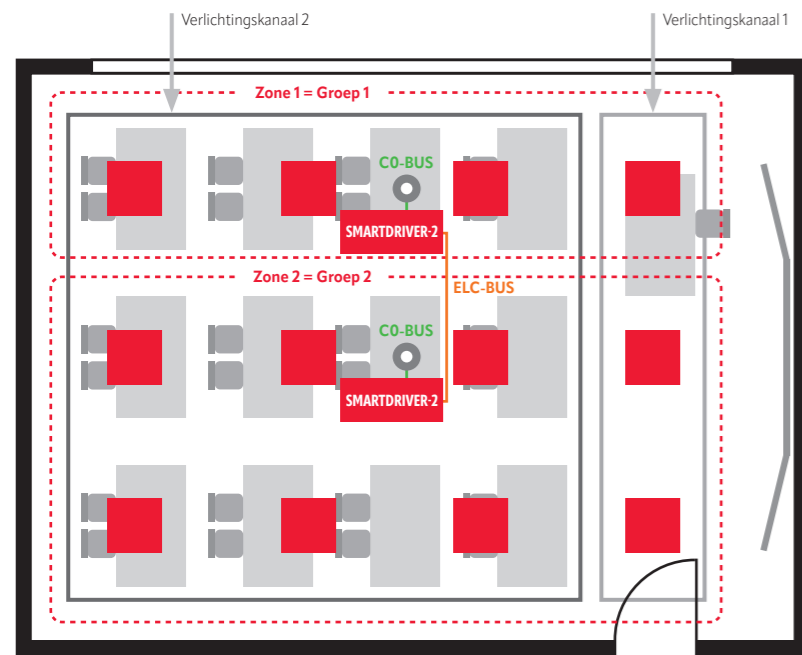 Verlichtingskanaal 2
Verlichtingskanaal 1
Zone 1 = Groep 1
C0-BUS
SMARTDRIVER-2
Zone 2 = Groep 2
ELC-BUS
C0-BUS
SMARTDRIVER-2